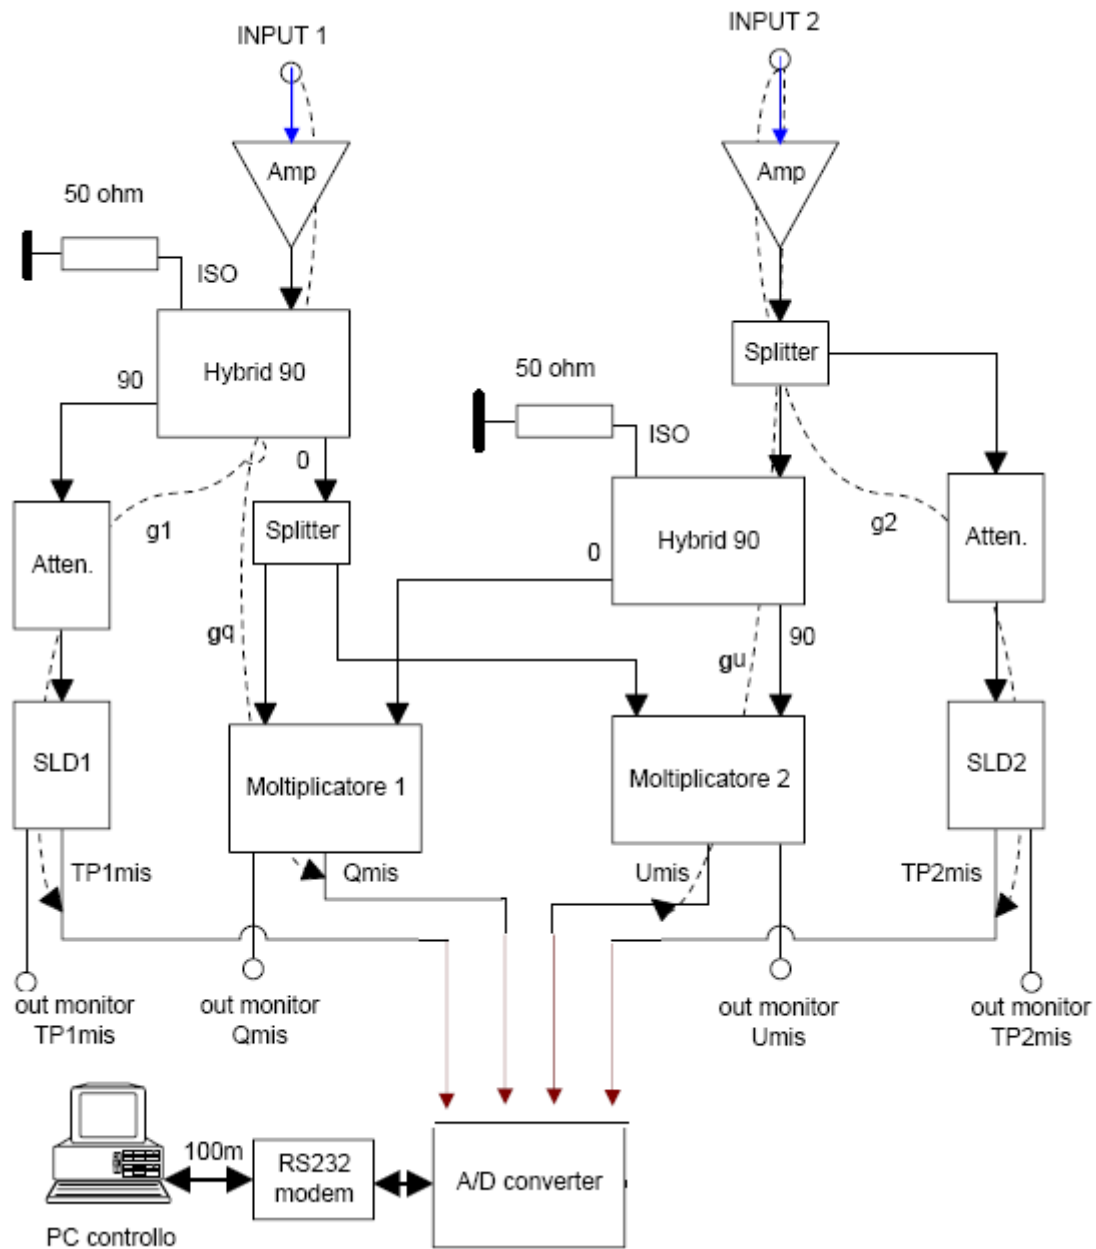 INPUT 1
INPUT 2
Amp
Amp
50 ohm
ISO
Hybrid 90
90
0
Splitter
50 ohm
ISO
Hybrid 90
0
90
g1
g2
Atten.
Splitter
Atten.
gq
gu
SLD1
Moltiplicatore 1
Moltiplicatore 2
SLD2
TP1mis
Qmis
Umis
TP2mis
out monitor
TP1mis
out monitor
Qmis
out monitor
Umis
out monitor
TP2mis
100m
RS232
modem
A/D converter
PC controllo